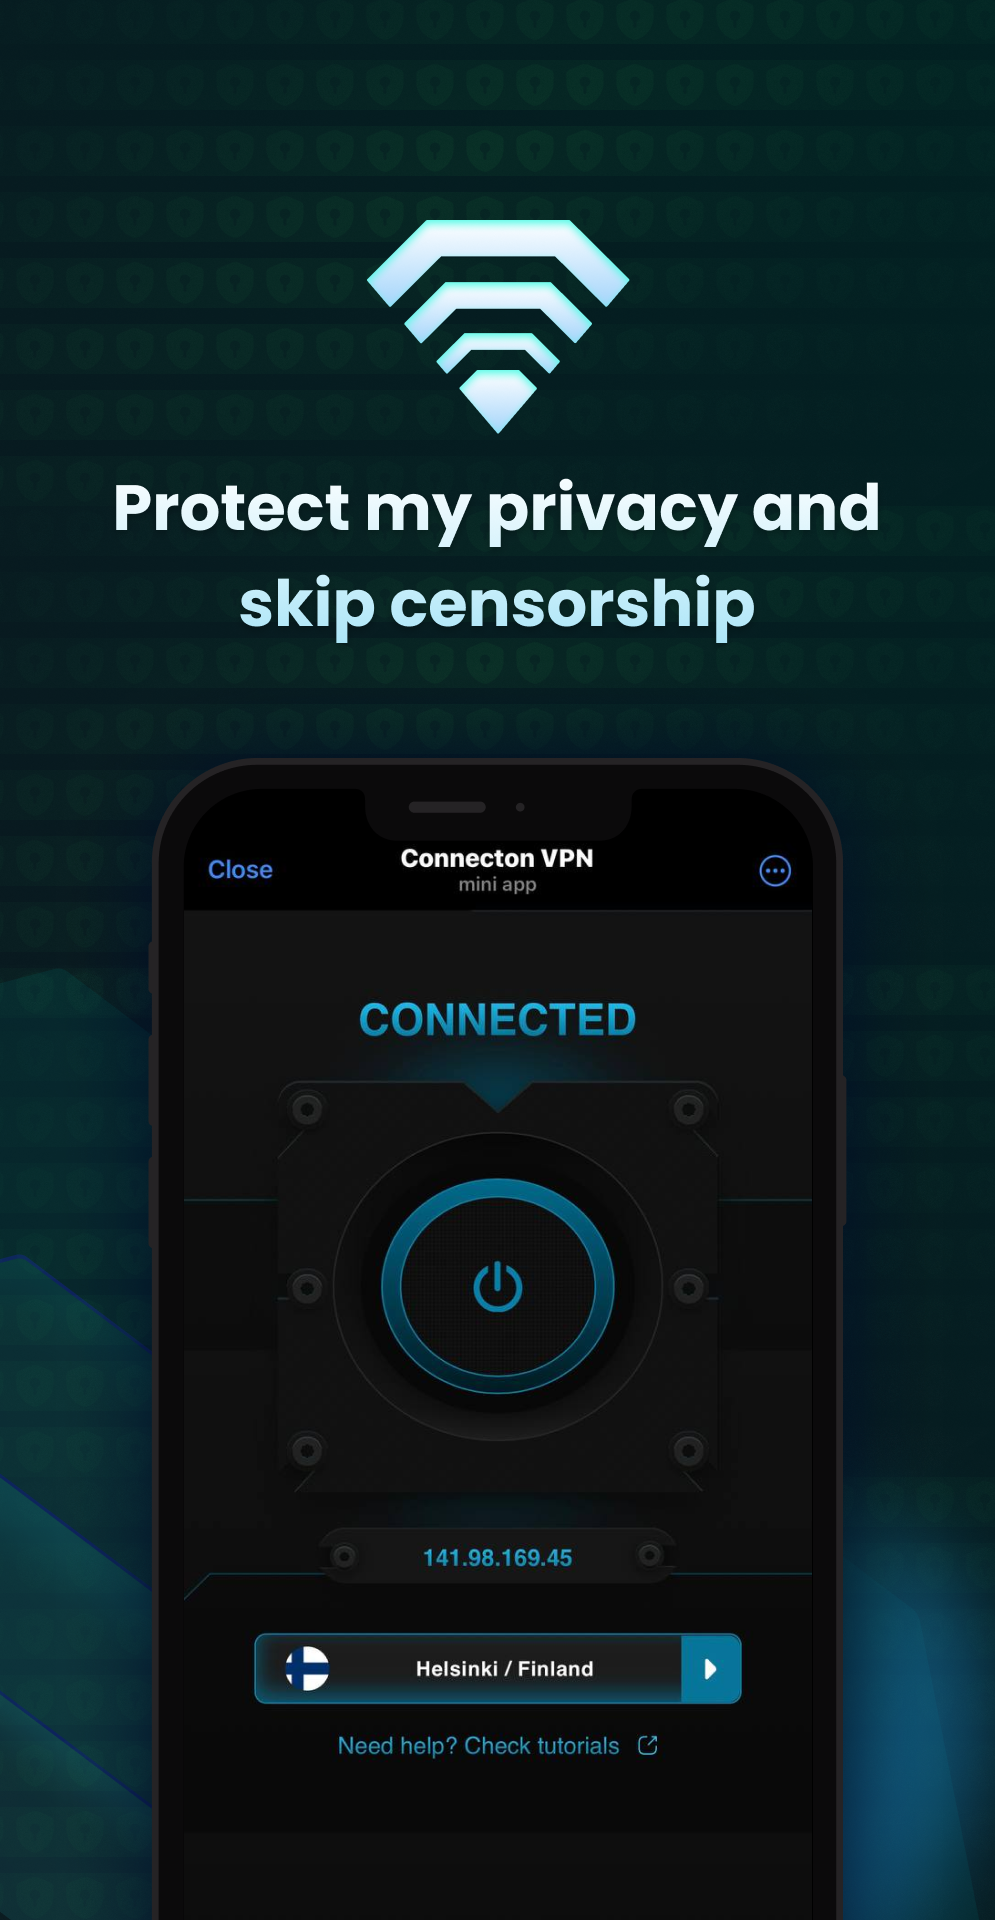 Protect my privacy and
skip censorship
Close
Connecton VPN
mini app
CONNECTED
141.98.169.45
Helsinki / Finland
Need help? Check tutorials